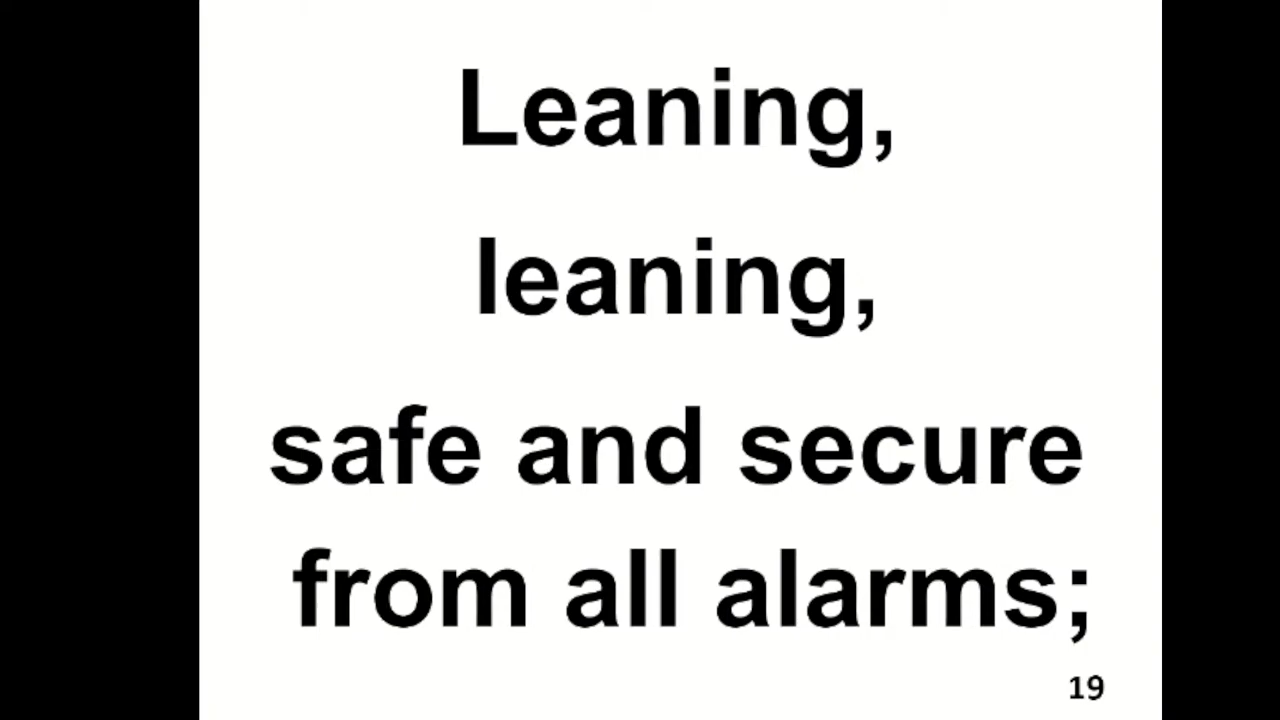 Leaning,
leaning,
safe and secure
from all alarms;
19